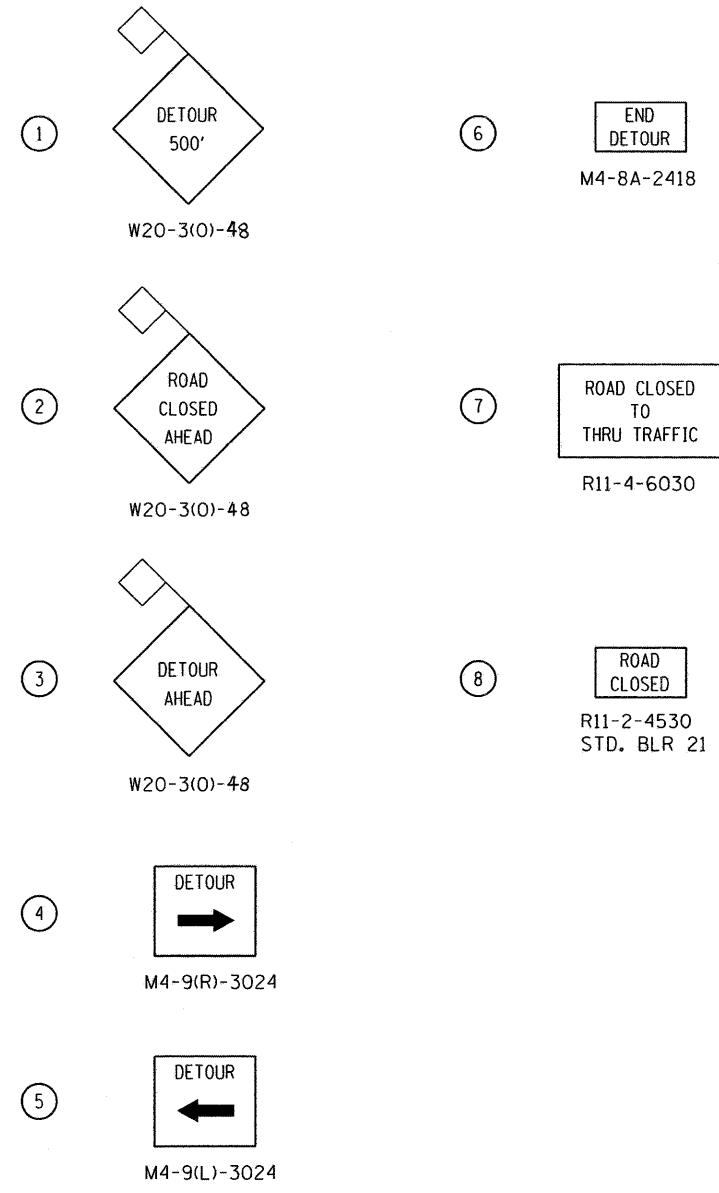 1
DETOUR
500'
W20-3(O)-48
2
ROAD
CLOSED
AHEAD
W20-3(O)-48
3
DETOUR
AHEAD
W20-3(O)-48
4
DETOUR
M4-9(R)-3024
5
DETOUR
M4-9(L)-3024
6
END
DETOUR
M4-8A-2418
7
ROAD CLOSED
TO
THRU TRAFFIC
R11-4-6030
8
ROAD
CLOSED
R11-2-4530
STD. BLR 21